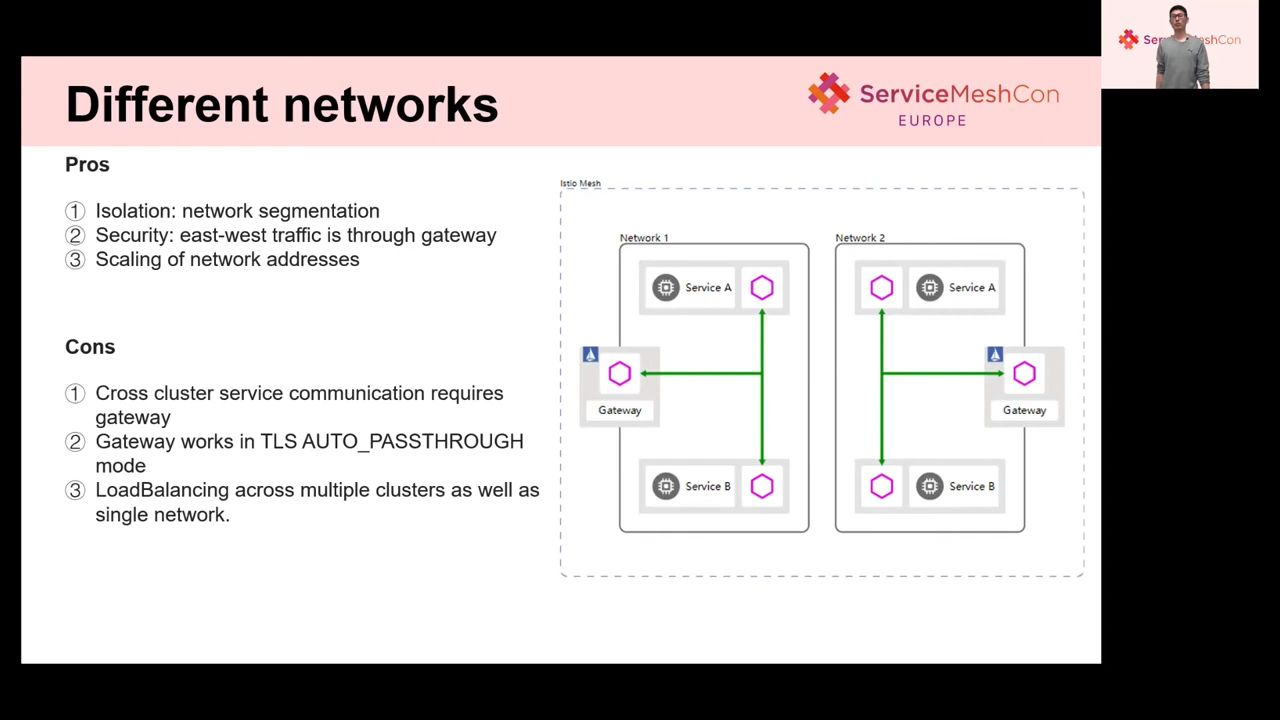 Different networks
ServiceMeshCon
EUROPE
ServiceMeshCon
Pros
① Isolation: network segmentation
② Security: east-west traffic is through gateway
③ Scaling of network addresses
Cons
① Cross cluster service communication requires
gateway
② Gateway works in TLS AUTO_PASSTHROUGH
mode
③ LoadBalancing across multiple clusters as well as
single network.
Istio Mesh
Network 1
Service A
Gateway
Service B
Network 2
Service A
Gateway
Service B